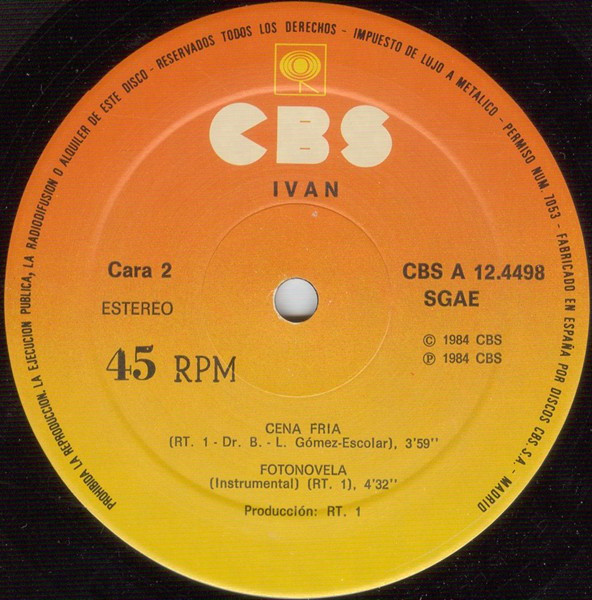 PROHIBIDA LA REPRODUCCION, LA EJECUCION PUBLICA, LA RADIODIFUSION O ALQUILER DE ESTE DISCO - RESERVADOS TODOS LOS DERECHOS - IMPUESTO DE LUJO A METALICO - PERMISO NUM. 7053 - FABRICADO EN ESPAÑA POR DISCOS CBS. S.A. - MADRID
CBS
IVAN
Cara 2
CBS A 12.4498
ESTEREO
SGAE
© 1984 CBS
℗ 1984 CBS
45 RPM
CENA FRIA
(RT. 1 - Dr. B. - L. Gómez-Escolar), 3'59''
FOTONOVELA
(Instrumental) (RT. 1), 4'32''
Producción: RT. 1